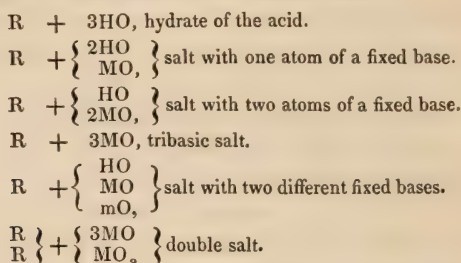 R + 3HO, hydrate of the acid.
R + { 2HO
MO, } salt with one atom of a fixed base.
R + { HO
2MO, } salt with two atoms of a fixed base.
R + 3MO, tribasic salt.
R + { HO
MO
mO, } salt with two different fixed bases.
R
R } + { 3MO
MO, } double salt.